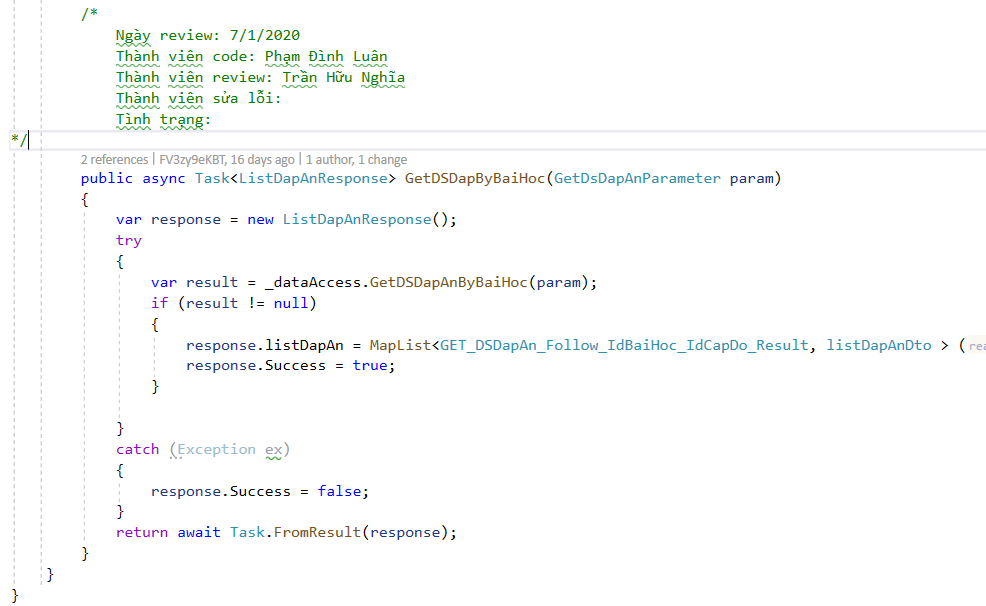 /*
Ngày review: 7/1/2020
Thành viên code: Phạm Đình Luân
Thành viên review: Trần Hữu Nghĩa
Thành viên sửa lỗi:
Tình trạng:
*/
2 references | FV3zy9eKBT, 16 days ago | 1 author, 1 change
public async Task<ListDapAnResponse> GetDSDapByBaiHoc(GetDsDapAnParameter param)
{
var response = new ListDapAnResponse();
try
{
var result = _dataAccess.GetDSDapAnByBaiHoc(param);
if (result != null)
{
response.listDapAn = MapList<GET_DSDapAn_Follow_IdBaiHoc_IdCapDo_Result, listDapAnDto > (rea
response.Success = true;
}
}
catch (Exception ex)
{
response.Success = false;
}
return await Task.FromResult(response);
}
}
}